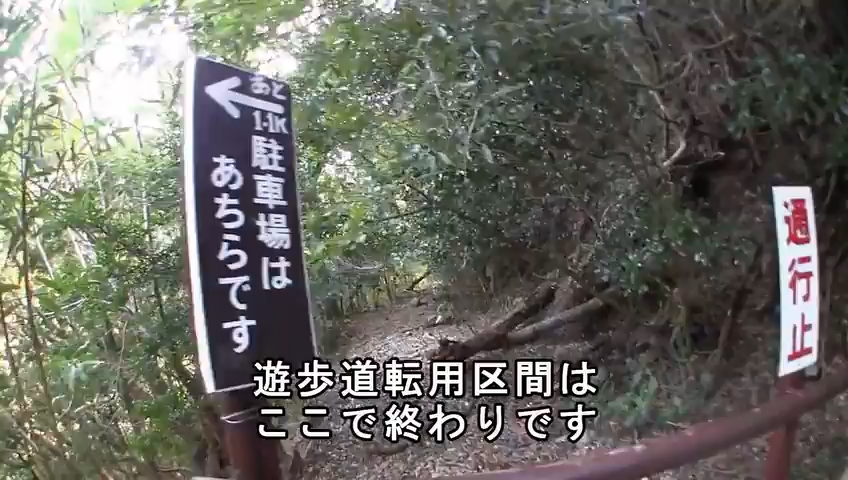 あと
1.1K
駐車場は
あちらです
通行止
遊歩道転用区間は
ここで終わりです